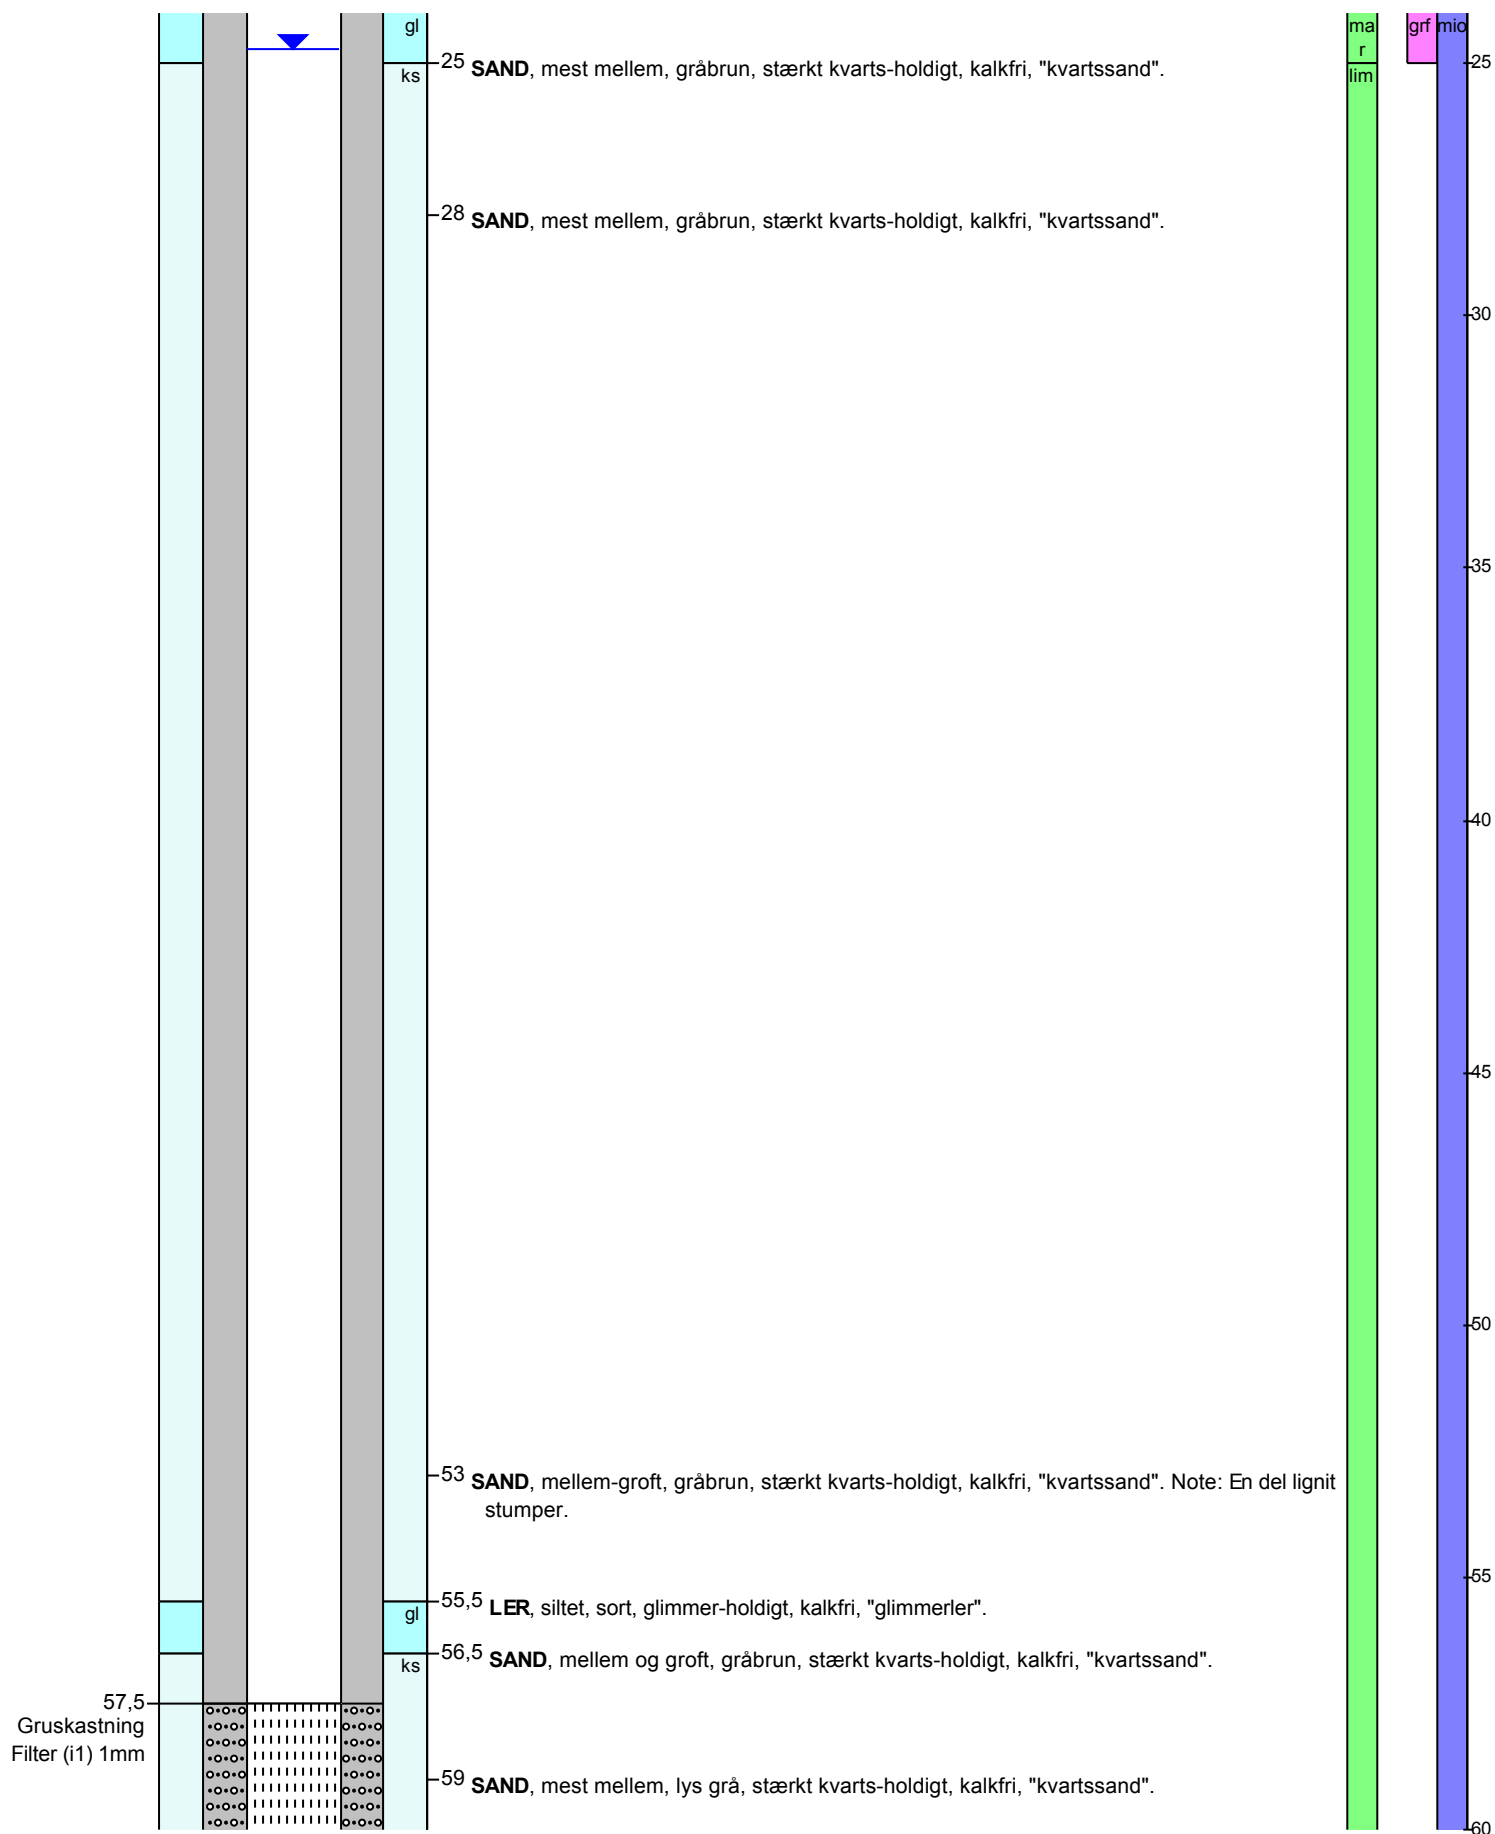 gl
ma
r
grf
mio
25 SAND, mest mellem, gråbrun, stærkt kvarts-holdigt, kalkfri, "kvartssand".
25
ks
lim
28 SAND, mest mellem, gråbrun, stærkt kvarts-holdigt, kalkfri, "kvartssand".
30
35
40
45
50
53 SAND, mellem-groft, gråbrun, stærkt kvarts-holdigt, kalkfri, "kvartssand". Note: En del lignit
stumper.
55
55,5 LER, siltet, sort, glimmer-holdigt, kalkfri, "glimmerler".
gl
56,5 SAND, mellem og groft, gråbrun, stærkt kvarts-holdigt, kalkfri, "kvartssand".
ks
57,5
Gruskastning
Filter (i1) 1mm
59 SAND, mest mellem, lys grå, stærkt kvarts-holdigt, kalkfri, "kvartssand".
60